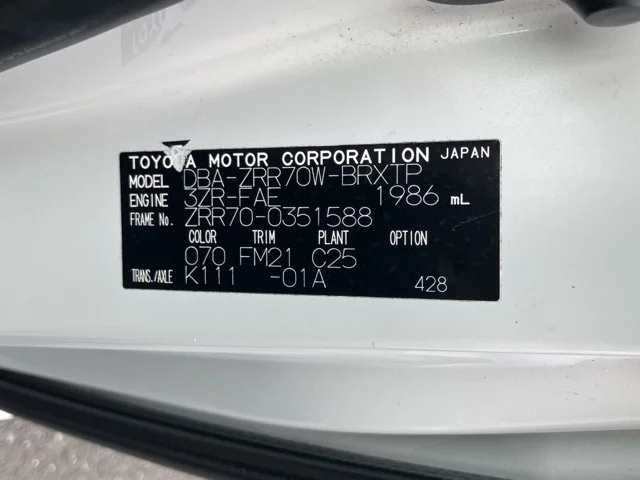 TOYOTA MOTOR CORPORATION JAPAN
MODEL DBA-ZRR70W-BRXTP
ENGINE 3ZR-FAE 1986 mL
FRAME No. ZRR70-0351588
COLOR TRIM PLANT OPTION
070 FM21 C25
TRANS./AXLE K111 -01A
428